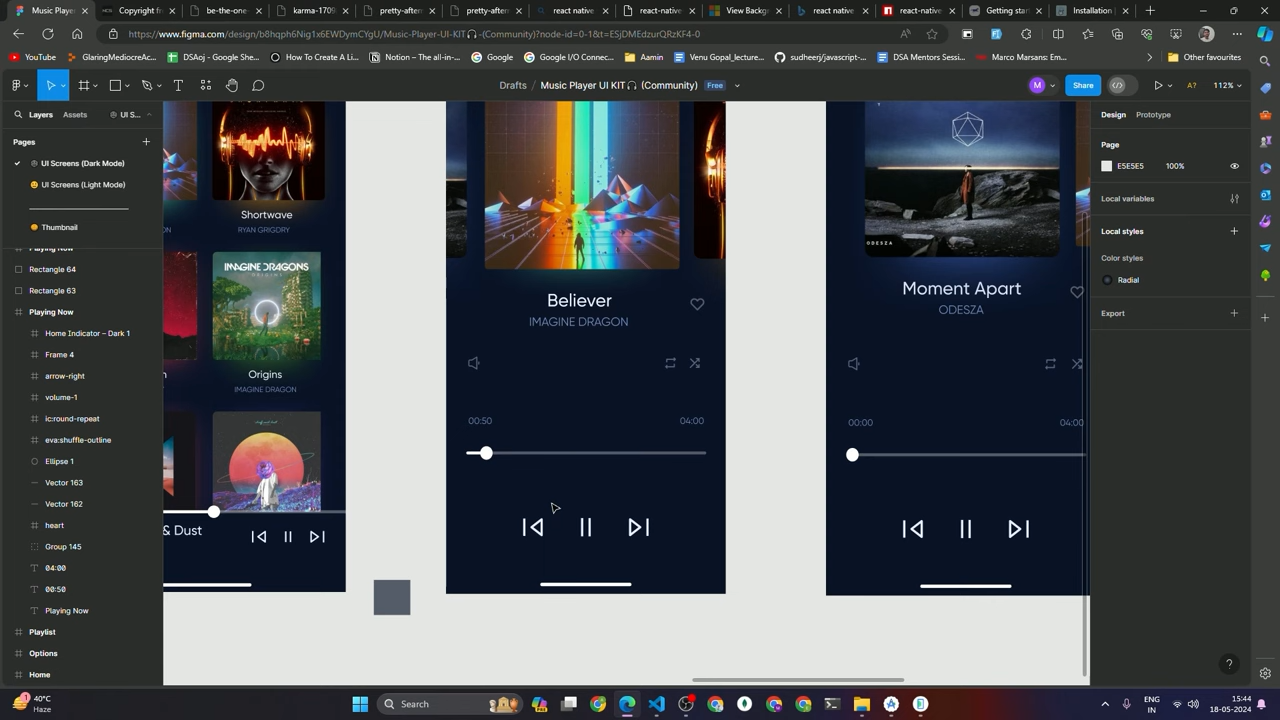 Music Pla
Copyright fr
be-the-one-
karma-1709
pretty-after
pretty-after
react native
react-native
View Backg
react native
react-native
Getting star
Installation
https://www.figma.com/design/b8hqph6Nig1x6EWDymCYgU/Music-Player-UI-KIT🎧-(Community)?node-id=0-1&t=ESjDMEdzurQRzKF4-0
YouTube
GlaringMediocreAc...
DSAoj - Google She...
How To Create A Li...
Notion – The all-in-...
Google
Google I/O Connec...
Aamin
Venu Gopal_lecture...
sudheerj/javascript-...
DSA Mentors Sessi...
Marco Marsans: Em...
Other favourites
Drafts / Music Player UI KIT🎧 (Community) Free
M
Share
A?
112%
Layers
Assets
UI S...
Pages
UI Screens (Dark Mode)
UI Screens (Light Mode)
Thumbnail
Playing Now
Rectangle 64
Rectangle 63
Playing Now
Home Indicator – Dark 1
Frame 4
arrow-right
volume-1
ic:round-repeat
eva:shuffle-outline
Ellipse 1
Vector 163
Vector 162
heart
Group 145
04:00
00:50
Playing Now
Playlist
Options
Home
Shortwave
RYAN GRIGDRY
IMAGINE DRAGONS
ORIGINS
Origins
IMAGINE DRAGON
& Dust
Believer
IMAGINE DRAGON
00:50
04:00
ODESZA
Moment Apart
ODESZA
00:00
04:00
Design
Prototype
Page
E5E5E5
100%
Local variables
Local styles
Color styles
Radial
Export
?
1
40°C
Haze
Search
ENG
IN
15:44
18-05-2024